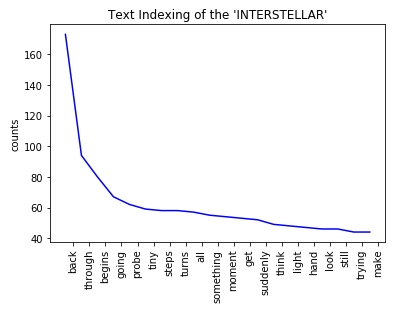 Text Indexing of the 'INTERSTELLAR'
160
140
120
100
80
60
40
counts
back
through
begins
going
probe
tiny
steps
turns
all
something
moment
get
suddenly
think
light
hand
look
still
trying
make